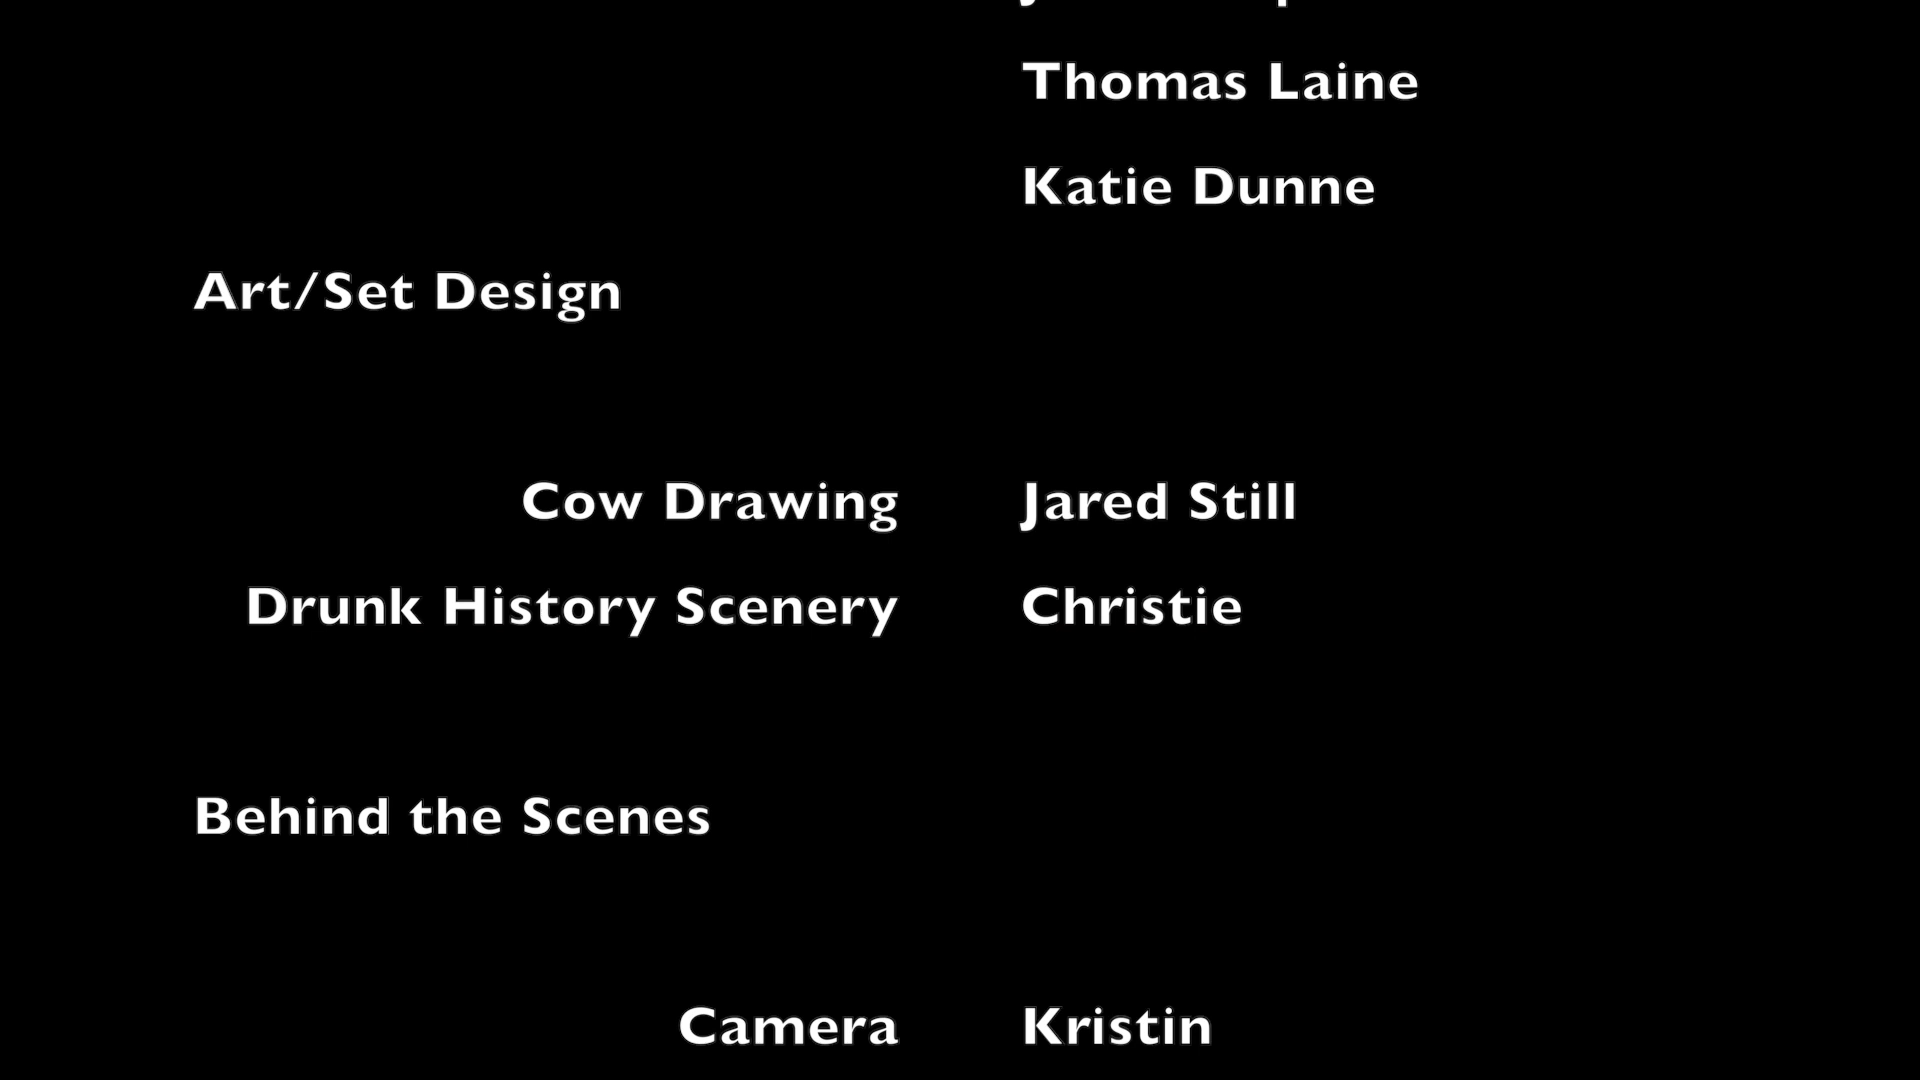 Thomas Laine
Katie Dunne
Art/Set Design
Cow Drawing Jared Still
Drunk History Scenery Christie
Behind the Scenes
Camera Kristin